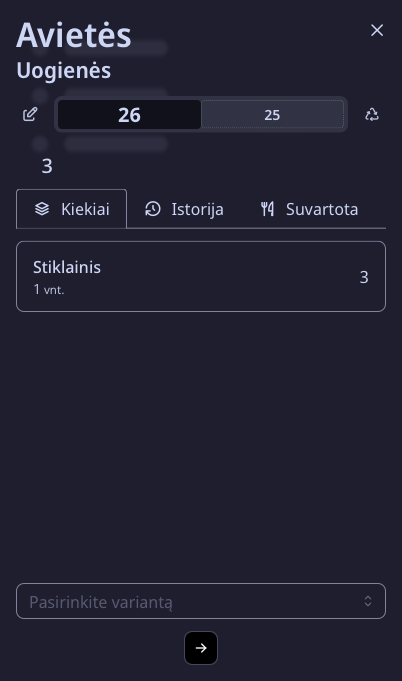 Avietės
Uogienės
26 25
3
Kiekiai Istorija Suvartota
Stiklainis
3
1 vnt.
Pasirinkite variantą